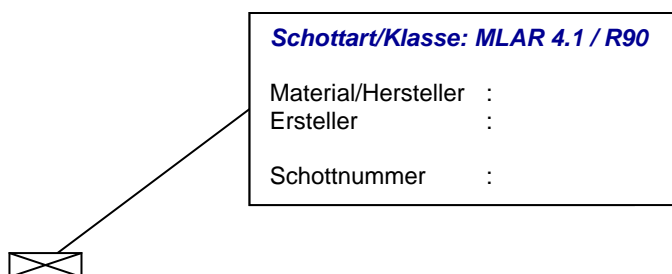 Schottart/Klasse: MLAR 4.1 / R90
Material/Hersteller :
Ersteller :
Schottnummer :